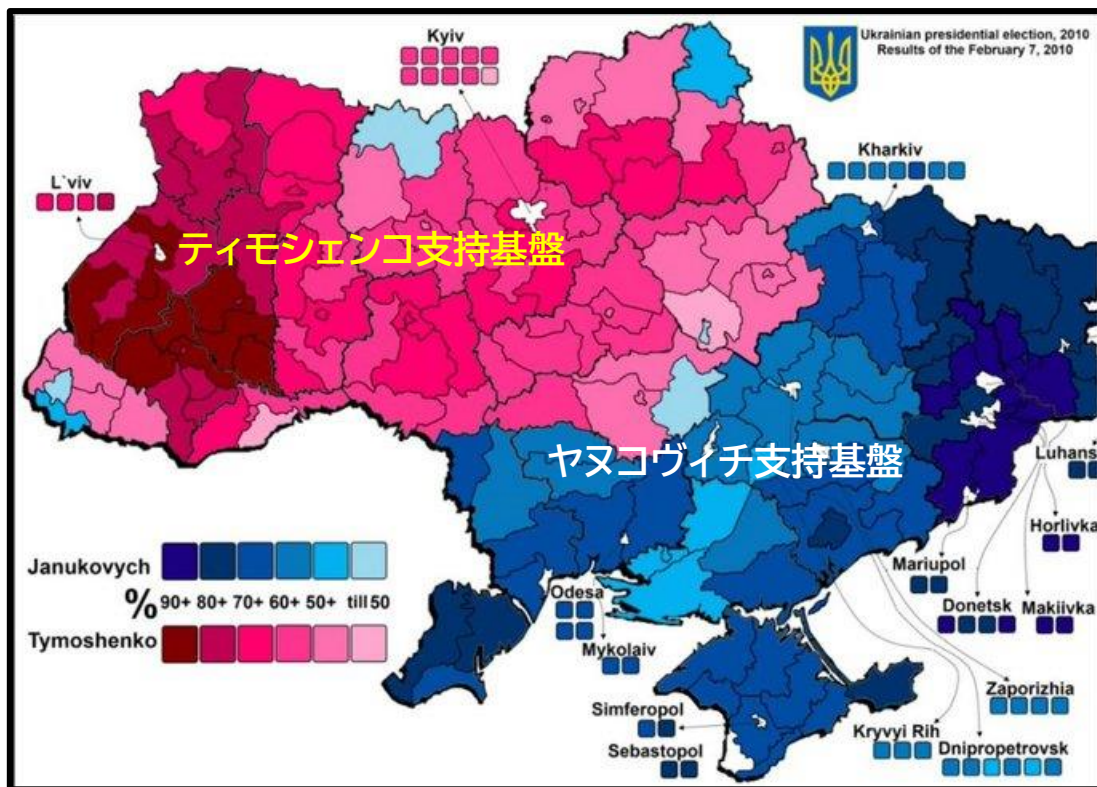 Kyiv
Ukrainian presidential election, 2010
Results of the February 7, 2010
Kharkiv
L`viv
ティモシェンコ支持基盤
ヤヌコヴィチ支持基盤
Luhans
Horlivka
Janukovych
% 90+ 80+ 70+ 60+ 50+ till 50
Tymoshenko
Odesa
Mykolaiv
Mariupol
Donetsk
Makiivka
Simferopol
Sebastopol
Zaporizhia
Kryvyi Rih
Dnipropetrovsk